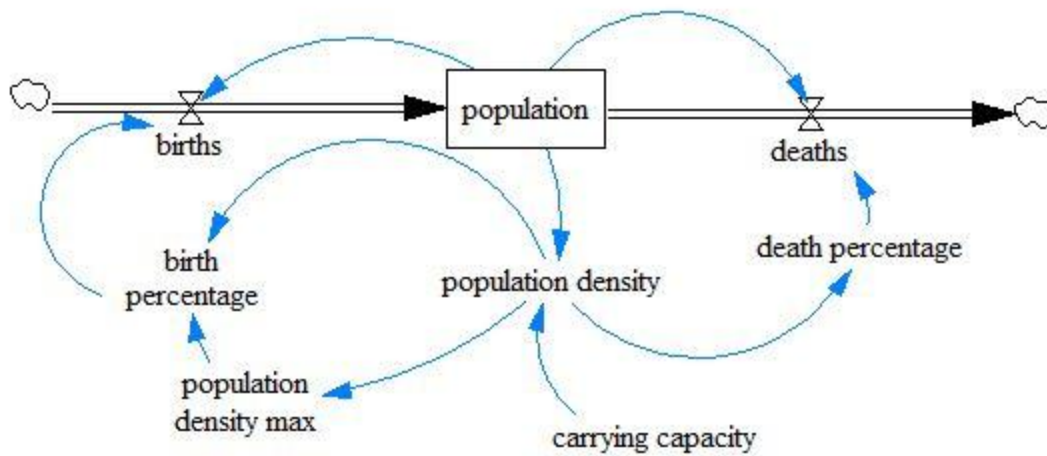 population
births
deaths
birth
percentage
population density
death percentage
population
density max
carrying capacity